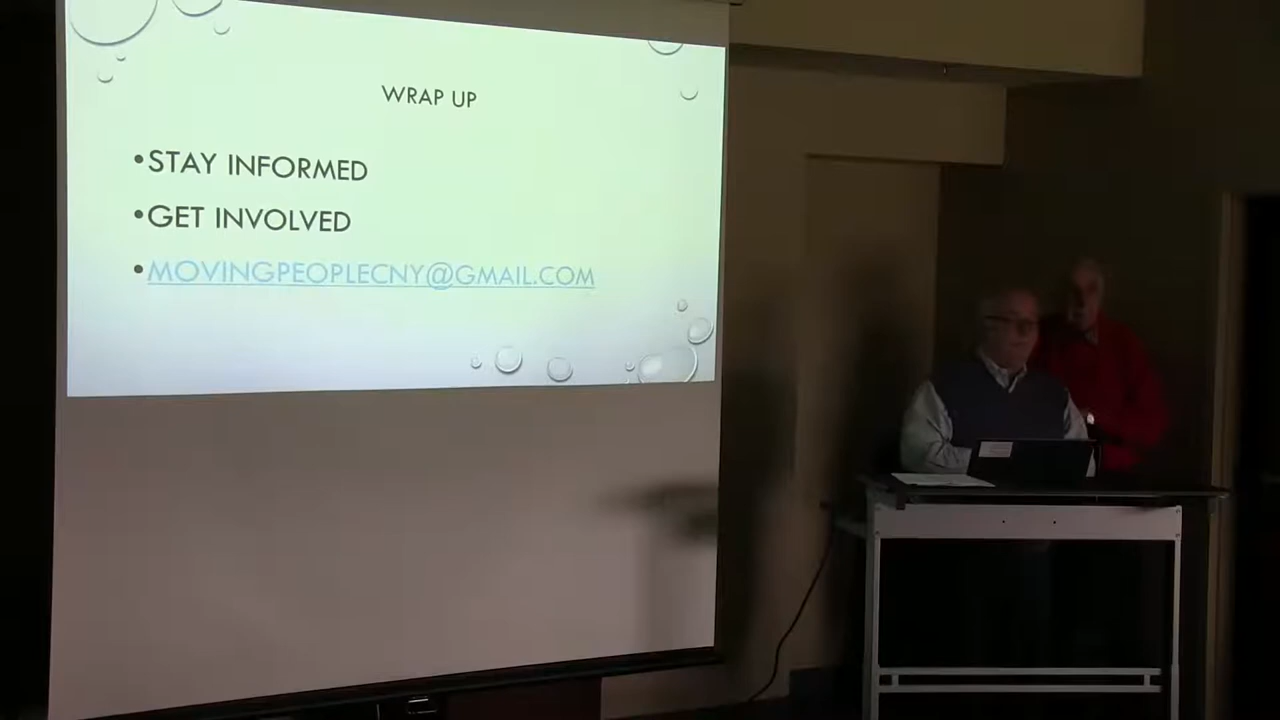 WRAP UP
•STAY INFORMED
•GET INVOLVED
•MOVINGPEOPLECNY@GMAIL.COM